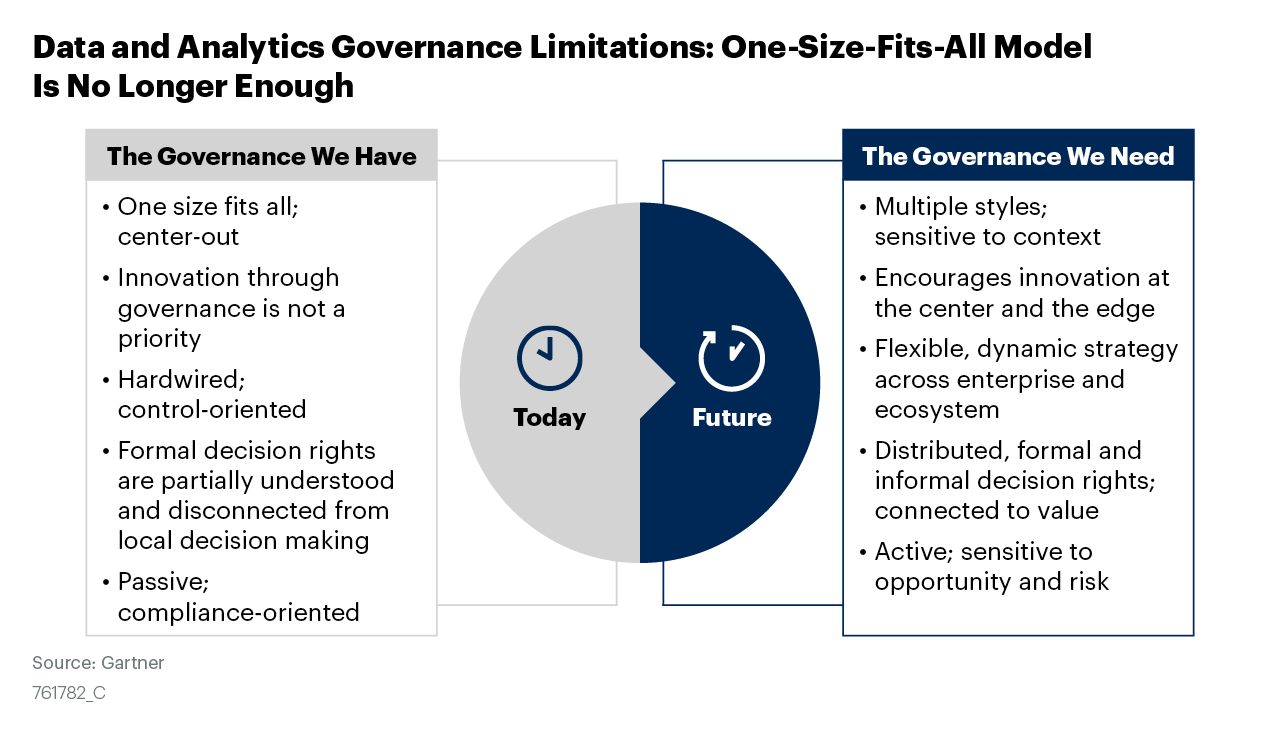 Data and Analytics Governance Limitations: One-Size-Fits-All Model
Is No Longer Enough
The Governance We Have
• One size fits all;
center-out
• Innovation through
governance is not a
priority
• Hardwired;
control-oriented
• Formal decision rights
are partially understood
and disconnected from
local decision making
• Passive;
compliance-oriented
Today
Future
The Governance We Need
• Multiple styles;
sensitive to context
• Encourages innovation at
the center and the edge
• Flexible, dynamic strategy
across enterprise and
ecosystem
• Distributed, formal and
informal decision rights;
connected to value
• Active; sensitive to
opportunity and risk
Source: Gartner
761782_C